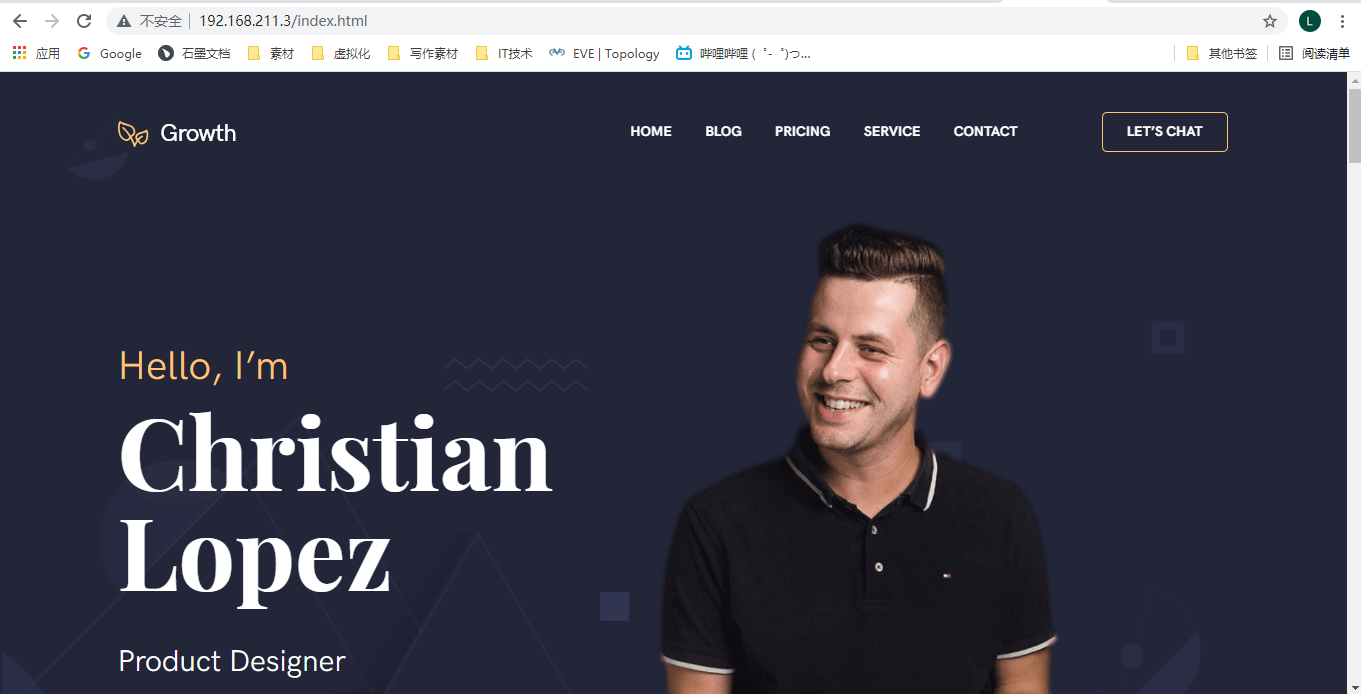 不安全 192.168.211.3/index.html L
应用 Google 石墨文档 素材 虚拟化 写作素材 IT技术 EVE | Topology 哔哩哔哩 ( ゜- ゜)つ... 其他书签 阅读清单
Growth HOME BLOG PRICING SERVICE CONTACT LET’S CHAT
Hello, I’m
Christian
Lopez
Product Designer